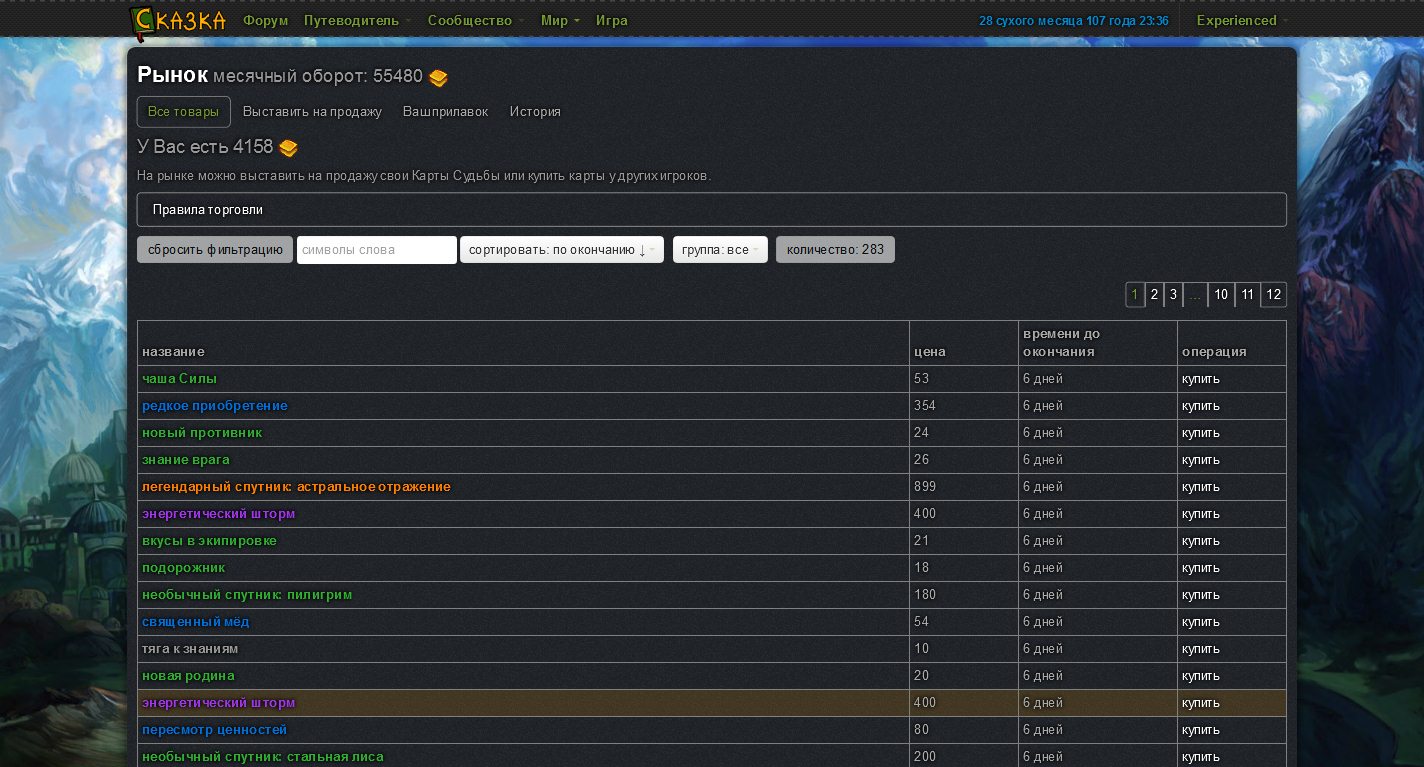 Сказка Форум Путеводитель Сообщество Мир Игра 28 сухого месяца 107 года 23:36 Experienced
Рынок месячный оборот: 55480
Все товары Выставить на продажу Ваш прилавок История
У Вас есть 4158
На рынке можно выставить на продажу свои Карты Судьбы или купить карты у других игроков.
Правила торговли
сбросить фильтрацию символы слова сортировать: по окончанию ↓ группа: все количество: 283
1 2 3 … 10 11 12
название цена времени до окончания операция
чаша Силы 53 6 дней купить
редкое приобретение 354 6 дней купить
новый противник 24 6 дней купить
знание врага 26 6 дней купить
легендарный спутник: астральное отражение 899 6 дней купить
энергетический шторм 400 6 дней купить
вкусы в экипировке 21 6 дней купить
подорожник 18 6 дней купить
необычный спутник: пилигрим 180 6 дней купить
священный мёд 54 6 дней купить
тяга к знаниям 10 6 дней купить
новая родина 20 6 дней купить
энергетический шторм 400 6 дней купить
пересмотр ценностей 80 6 дней купить
необычный спутник: стальная лиса 200 6 дней купить